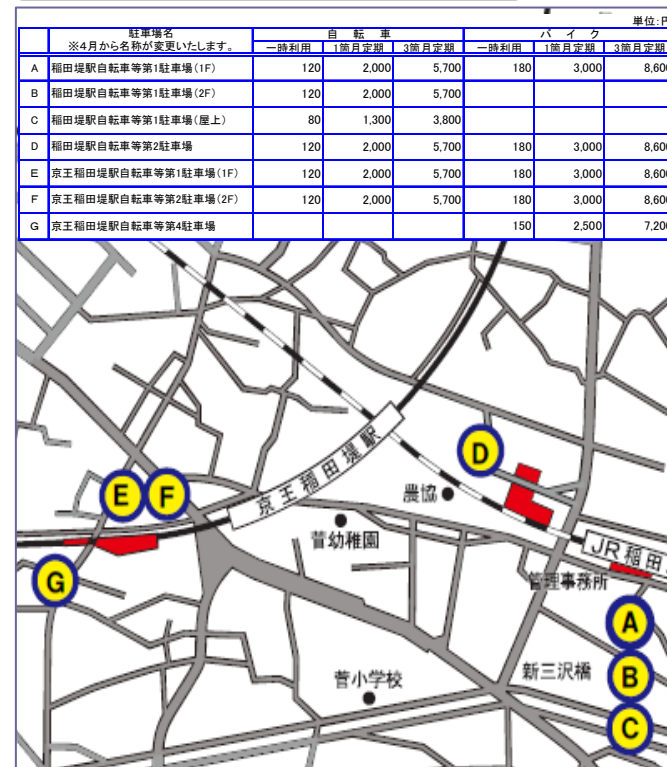 単位:円
駐車場名 自転車 バイク
※4月から名称が変更いたします。 一時利用 1箇月定期 3箇月定期 一時利用 1箇月定期 3箇月定期
A 稲田堤駅自転車等第1駐車場(1F) 120 2,000 5,700 180 3,000 8,600
B 稲田堤駅自転車等第1駐車場(2F) 120 2,000 5,700
C 稲田堤駅自転車等第1駐車場(屋上) 80 1,300 3,800
D 稲田堤駅自転車等第2駐車場 120 2,000 5,700 180 3,000 8,600
E 京王稲田堤駅自転車等第1駐車場(1F) 120 2,000 5,700 180 3,000 8,600
F 京王稲田堤駅自転車等第2駐車場(2F) 120 2,000 5,700 180 3,000 8,600
G 京王稲田堤駅自転車等第4駐車場 150 2,500 7,200
京王稲田堤駅
D
農協
E F
菅幼稚園
JR稲田
G
管理事務所
A
新三沢橋
B
菅小学校
C